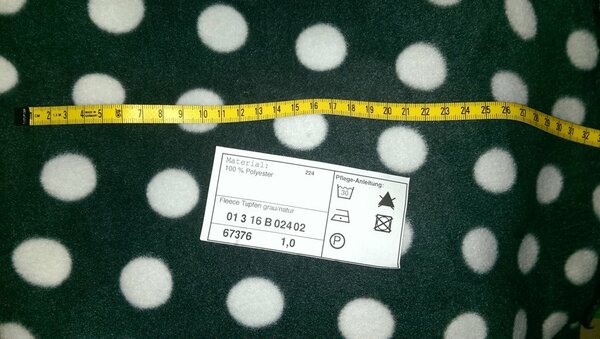 2 3 4 5 6 7 8 9 10 11 12 13 14 15 16 17 18 19 20 21 22 23 24 25 26 27 28 29 30 31 32
Material:
100 % Polyester 224
Fleece Tupfen grau/natur
01 3 16 B 024 02
67376 1,0
Pflege-Anleitung:
30
P